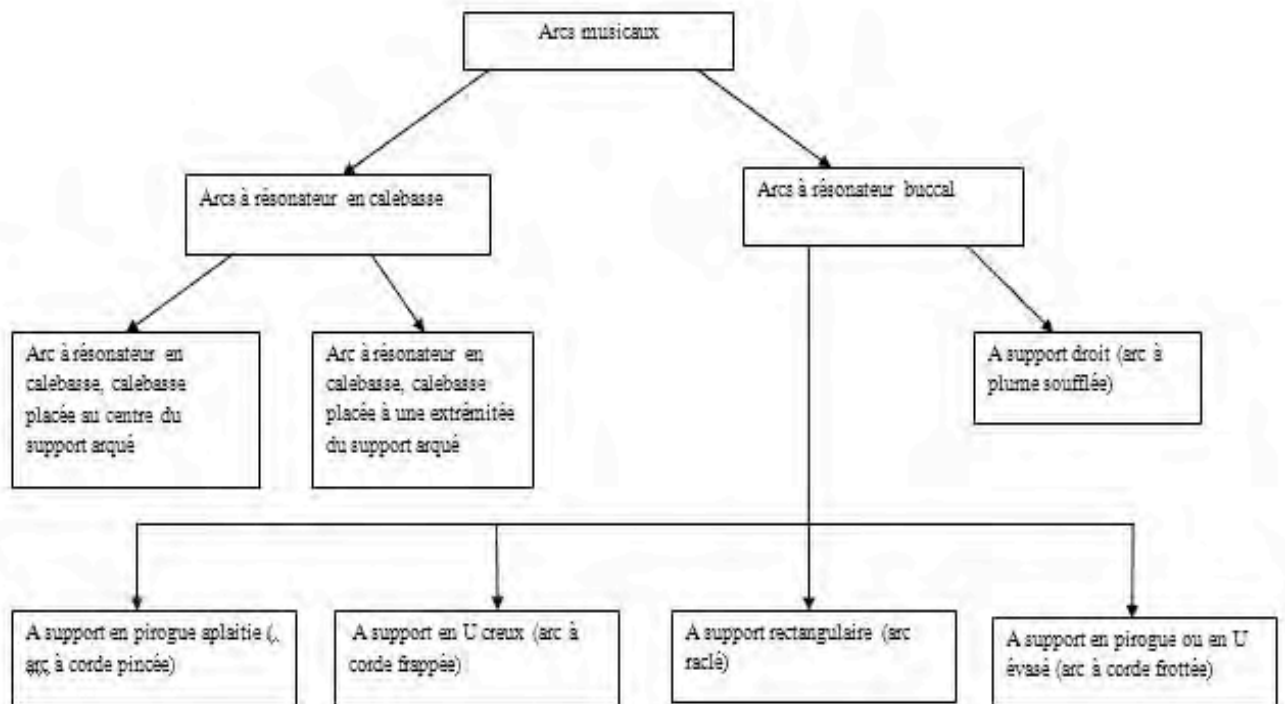 Arcs musicaux
Arcs à résonateur en calebasse
Arcs à résonateur buccal
Arc à résonateur en
calebasse, calebasse
placée au centre du
support arqué
Arc à résonateur en
calebasse, calebasse
placée à une extrêmitée
du support arqué
A support droit (arc à
plume soufflée)
A support en pirogue aplaitie (,
arc à corde pincée)
A support en U creux (arc à
corde frappée)
A support rectangulaire (arc
raclé)
A support en pirogue ou en U
évasé (arc à corde frottée)